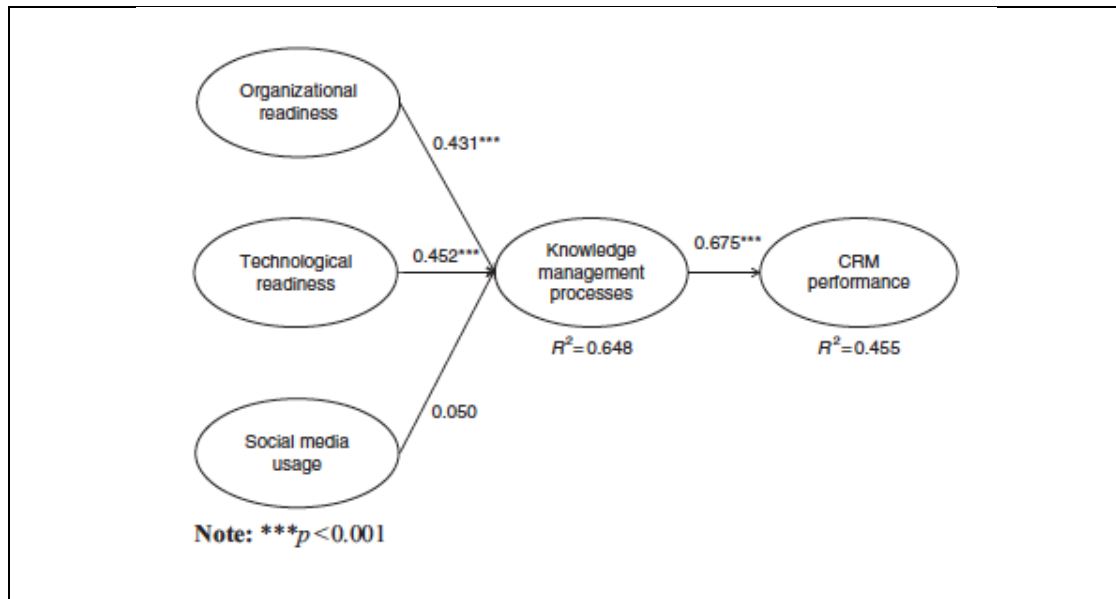 Organizational
readiness
0.431***
Technological
readiness
0.452***
Knowledge
management
processes
0.675***
CRM
performance
R²=0.648
R²=0.455
0.050
Social media
usage
Note: ***p<0.001